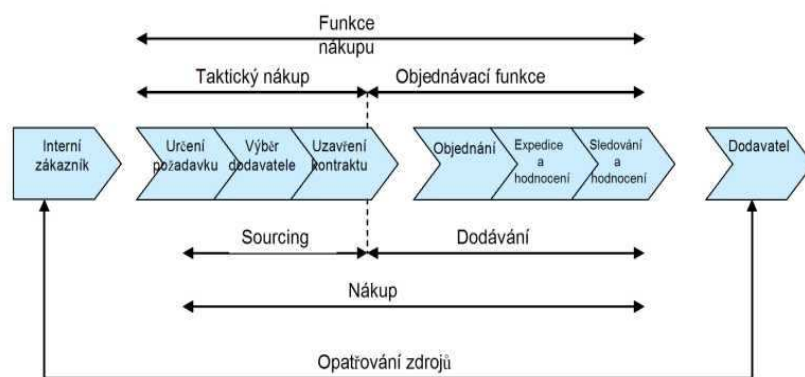 Funkce
nákupu
Taktický nákup
Objednávací funkce
Interní
zákazník
Určení
požadavku
Výběr
dodavatele
Uzavření
kontraktu
Objednání
Expedice
a
hodnocení
Sledování
a
hodnocení
Dodavatel
Sourcing
Dodávání
Nákup
Opatřování zdrojů